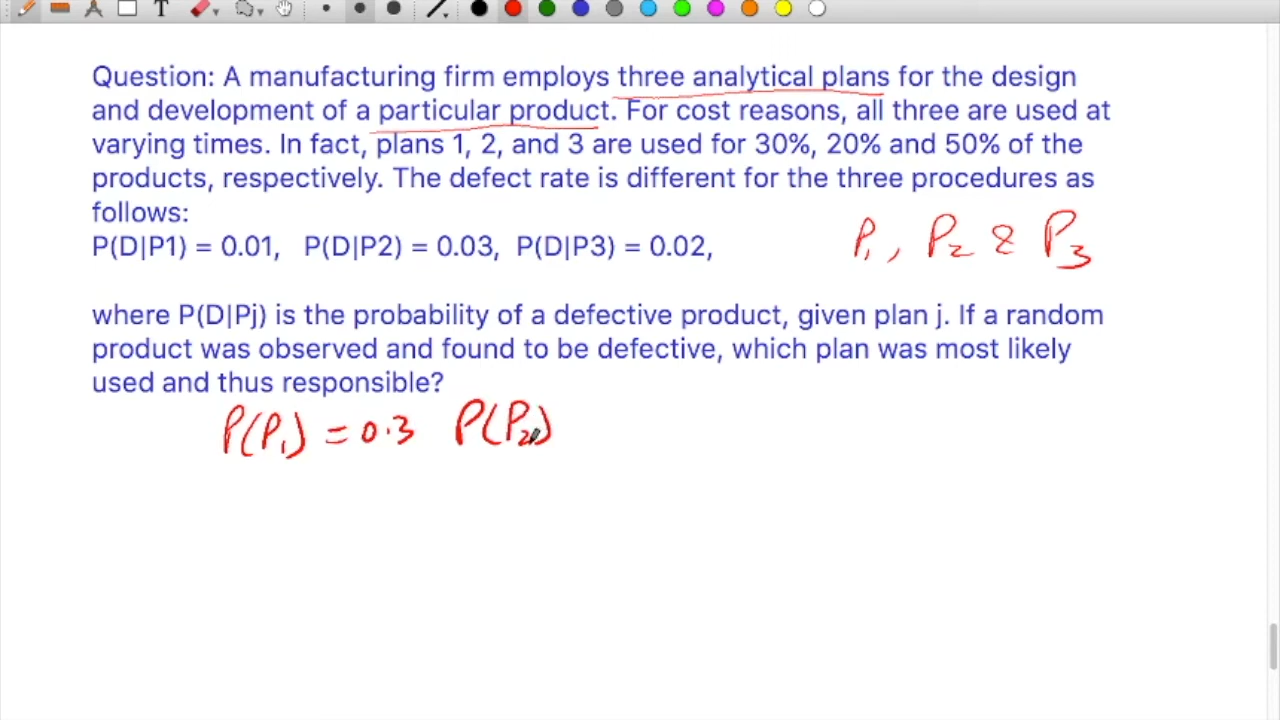 T
Question: A manufacturing firm employs three analytical plans for the design
and development of a particular product. For cost reasons, all three are used at
varying times. In fact, plans 1, 2, and 3 are used for 30%, 20% and 50% of the
products, respectively. The defect rate is different for the three procedures as
follows:
P(D|P1) = 0.01, P(D|P2) = 0.03, P(D|P3) = 0.02,
P1, P2 & P3
where P(D|Pj) is the probability of a defective product, given plan j. If a random
product was observed and found to be defective, which plan was most likely
used and thus responsible?
P(P1) = 0.3 P(P2)